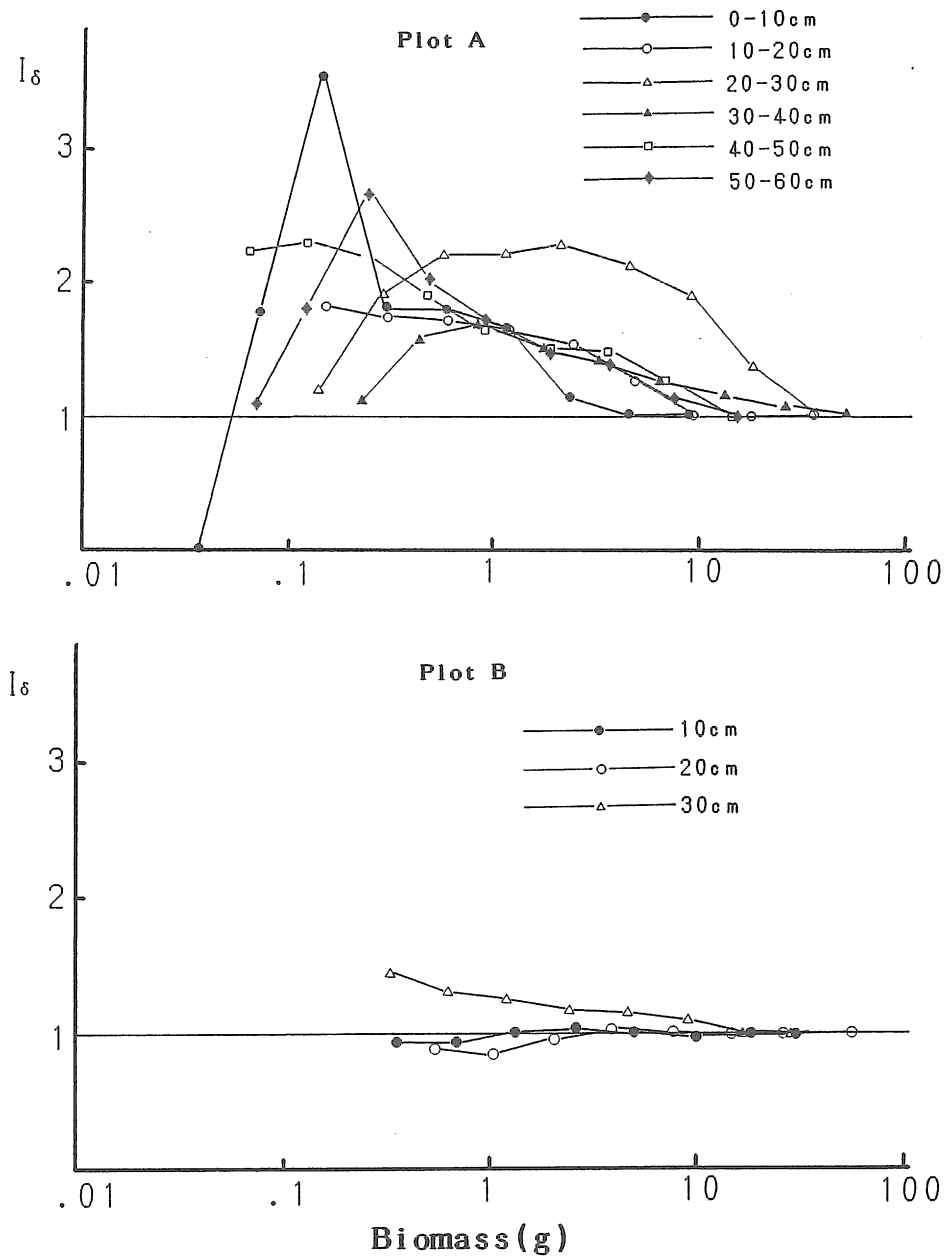 Plot A
0-10cm
10-20cm
20-30cm
30-40cm
40-50cm
50-60cm
Iδ
3
2
1
.01 .1 1 10 100
Plot B
10cm
20cm
30cm
Iδ
3
2
1
.01 .1 1 10 100
Biomass(g)